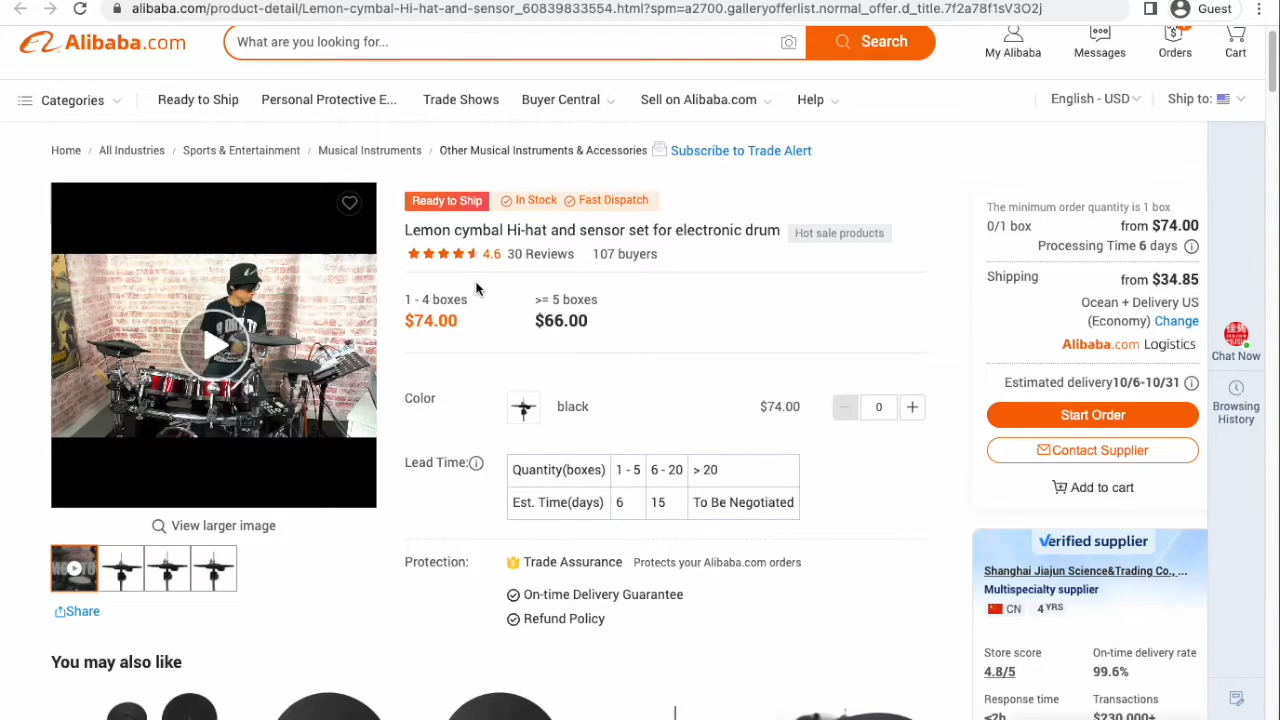 alibaba.com/product-detail/Lemon-cymbal-Hi-hat-and-sensor_60839833554.html?spm=a2700.galleryofferlist.normal_offer.d_title.7f2a78f1sV3O2j
Guest
Alibaba.com
What are you looking for...
Search
My Alibaba
Messages
Orders
Cart
Categories
Ready to Ship
Personal Protective E...
Trade Shows
Buyer Central
Sell on Alibaba.com
Help
English - USD
Ship to:
Home / All Industries / Sports & Entertainment / Musical Instruments / Other Musical Instruments & Accessories
Subscribe to Trade Alert
Ready to Ship
In Stock
Fast Dispatch
Lemon cymbal Hi-hat and sensor set for electronic drum
Hot sale products
4.6 30 Reviews 107 buyers
1 - 4 boxes
>= 5 boxes
$74.00
$66.00
Color
black
$74.00
0
Lead Time:
Quantity(boxes) 1 - 5 6 - 20 > 20
Est. Time(days) 6 15 To Be Negotiated
Protection:
Trade Assurance
Protects your Alibaba.com orders
On-time Delivery Guarantee
Refund Policy
View larger image
Share
You may also like
The minimum order quantity is 1 box
0/1 box
from $74.00
Processing Time 6 days
Shipping
from $34.85
Ocean + Delivery US
(Economy) Change
Alibaba.com Logistics
Estimated delivery10/6-10/31
Start Order
Contact Supplier
Add to cart
Verified supplier
Shanghai Jiajun Science&Trading Co., ...
Multispecialty supplier
CN 4 YRS
Store score
On-time delivery rate
4.8/5
99.6%
Response time
Transactions
<2h
$230,000+
Chat Now
Browsing
History